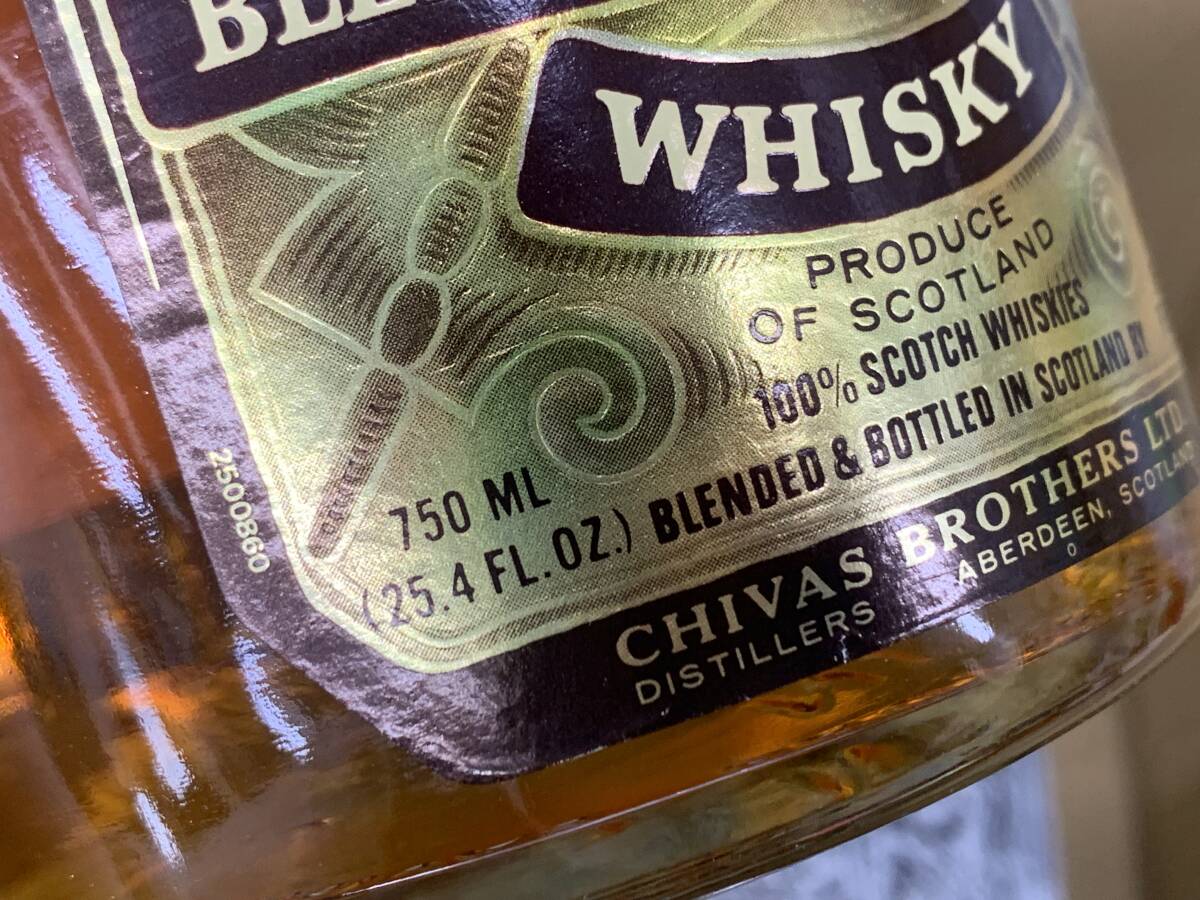 WHISKY
PRODUCE
OF SCOTLAND
100% SCOTCH WHISKIES
750 ML
(25.4 FL. OZ.) BLENDED & BOTTLED IN SCOTLAND BY
CHIVAS BROTHERS LTD.
DISTILLERS ABERDEEN, SCOTLAND
2500860